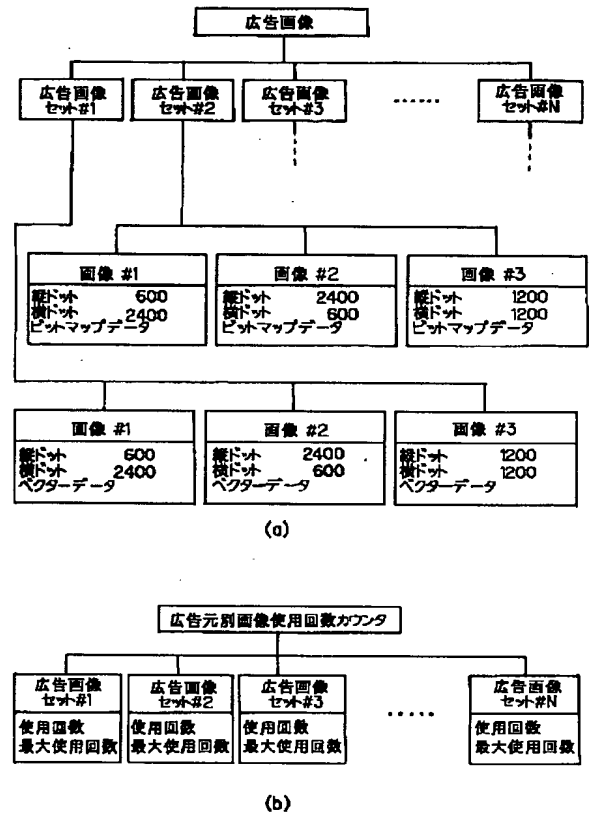 広告画像
広告画像
セット#1
広告画像
セット#2
広告画像
セット#3
......
広告画像
セット#N
画像 #1
縦ドット 600
横ドット 2400
ビットマップデータ
画像 #2
縦ドット 2400
横ドット 600
ビットマップデータ
画像 #3
縦ドット 1200
横ドット 1200
ビットマップデータ
画像 #1
縦ドット 600
横ドット 2400
ベクターデータ
画像 #2
縦ドット 2400
横ドット 600
ベクターデータ
画像 #3
縦ドット 1200
横ドット 1200
ベクターデータ
(a)
広告元別画像使用回数カウンタ
広告画像
セット#1
使用回数
最大使用回数
広告画像
セット#2
使用回数
最大使用回数
広告画像
セット#3
使用回数
最大使用回数
.....
広告画像
セット#N
使用回数
最大使用回数
(b)